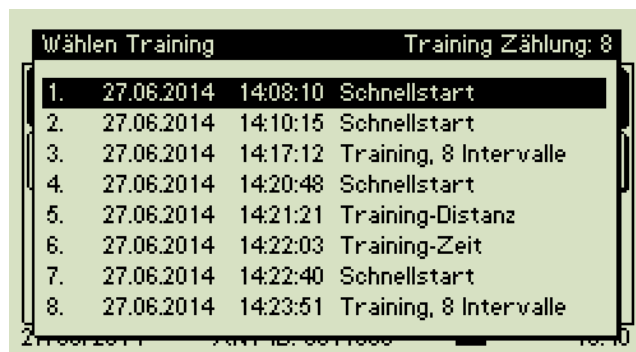 Wählen Training Training Zählung: 8
1. 27.06.2014 14:08:10 Schnellstart
2. 27.06.2014 14:10:15 Schnellstart
3. 27.06.2014 14:17:12 Training, 8 Intervalle
4. 27.06.2014 14:20:48 Schnellstart
5. 27.06.2014 14:21:21 Training-Distanz
6. 27.06.2014 14:22:03 Training-Zeit
7. 27.06.2014 14:22:40 Schnellstart
8. 27.06.2014 14:23:51 Training, 8 Intervalle